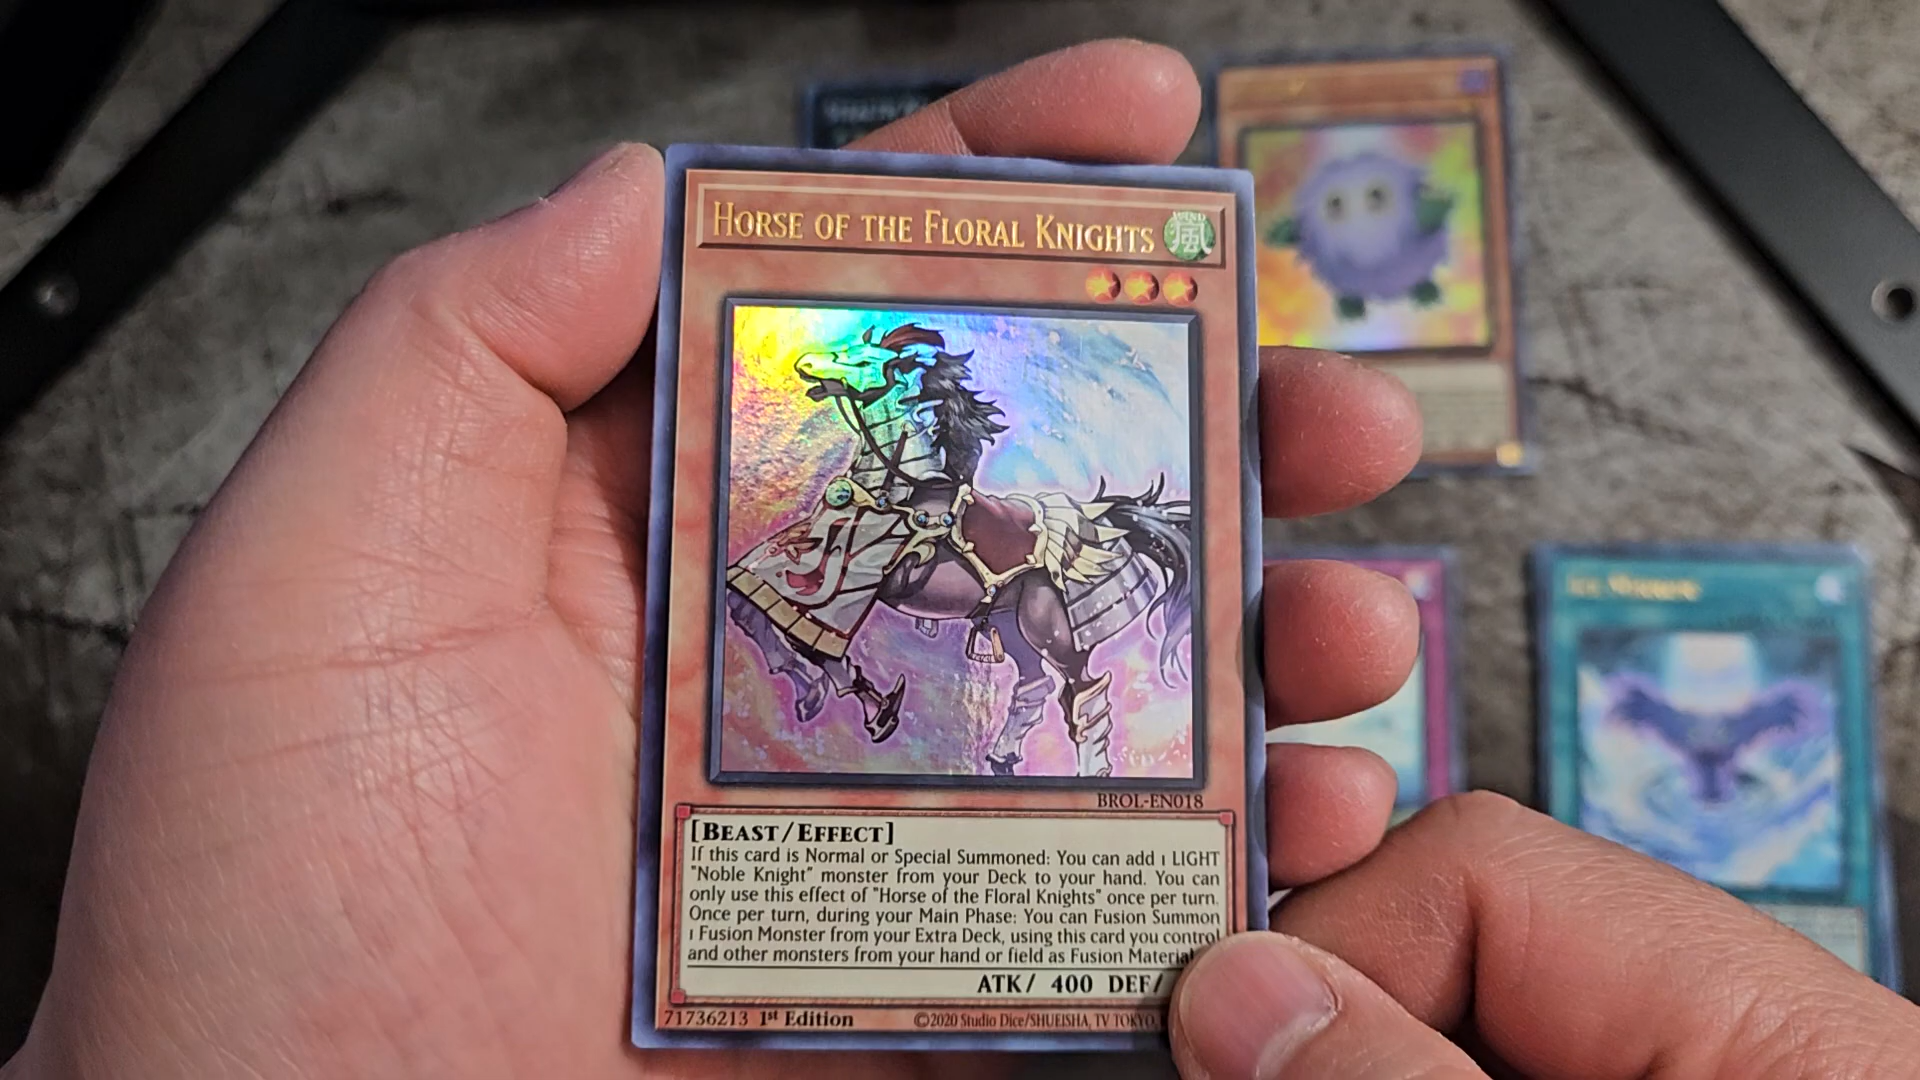 HORSE OF THE FLORAL KNIGHTS
WIND
風
BROL-EN018
[BEAST/EFFECT]
If this card is Normal or Special Summoned: You can add 1 LIGHT
"Noble Knight" monster from your Deck to your hand. You can
only use this effect of "Horse of the Floral Knights" once per turn.
Once per turn, during your Main Phase: You can Fusion Summon
1 Fusion Monster from your Extra Deck, using this card you control
and other monsters from your hand or field as Fusion Material
ATK/ 400 DEF/
71736213 1st Edition
©2020 Studio Dice/SHUEISHA, TV TOKYO,